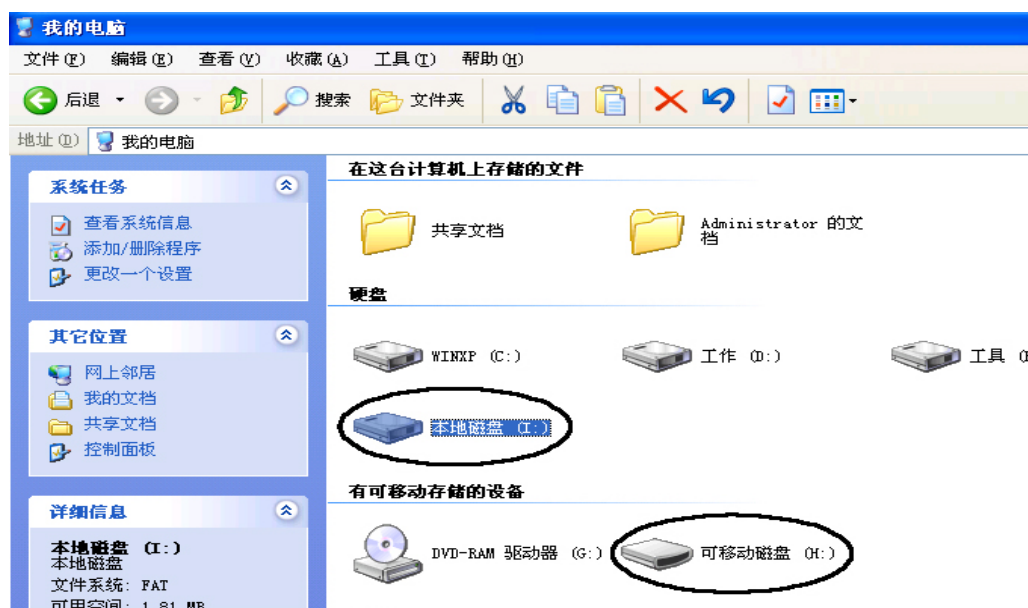 我的电脑
文件(F) 编辑(E) 查看(V) 收藏(A) 工具(T) 帮助(H)
后退 搜索 文件夹
地址(D) 我的电脑
系统任务
查看系统信息
添加/删除程序
更改一个设置
其它位置
网上邻居
我的文档
共享文档
控制面板
详细信息
本地磁盘 (I:)
本地磁盘
文件系统: FAT
可用空间: 1.81 MB
在这台计算机上存储的文件
共享文档
Administrator 的文
档
硬盘
WINXP (C:)
工作 (D:)
工具
本地磁盘 (I:)
有可移动存储的设备
DVD-RAM 驱动器 (G:)
可移动磁盘 (H:)